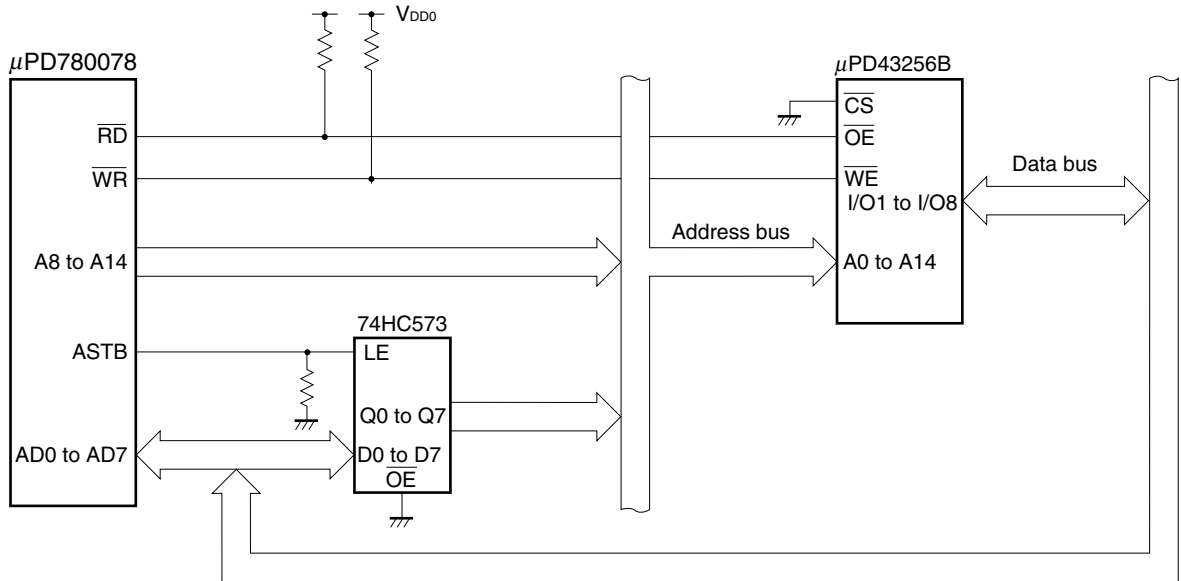 VDD0
μPD780078
μPD43256B
CS
RD
OE
WR
WE
Data bus
I/O1 to I/O8
Address bus
A8 to A14
A0 to A14
74HC573
ASTB
LE
Q0 to Q7
AD0 to AD7
D0 to D7
OE